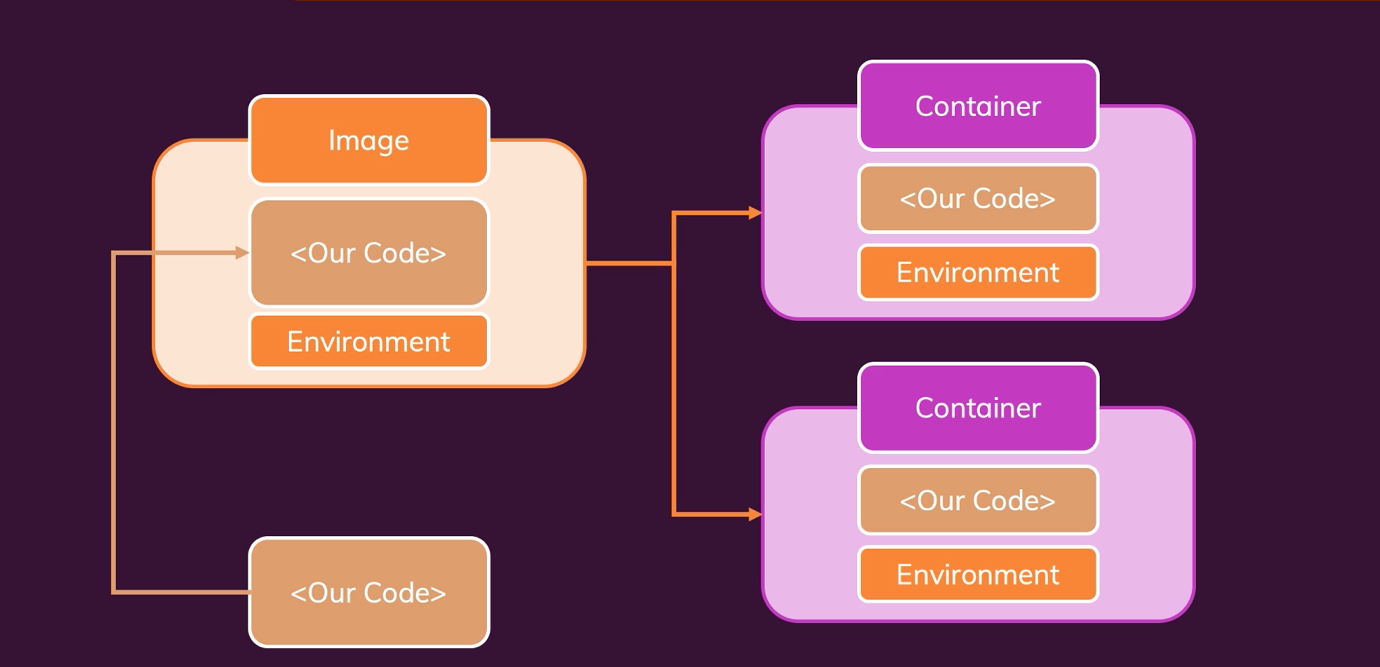 Image
<Our Code>
Environment
<Our Code>
Container
<Our Code>
Environment
Container
<Our Code>
Environment